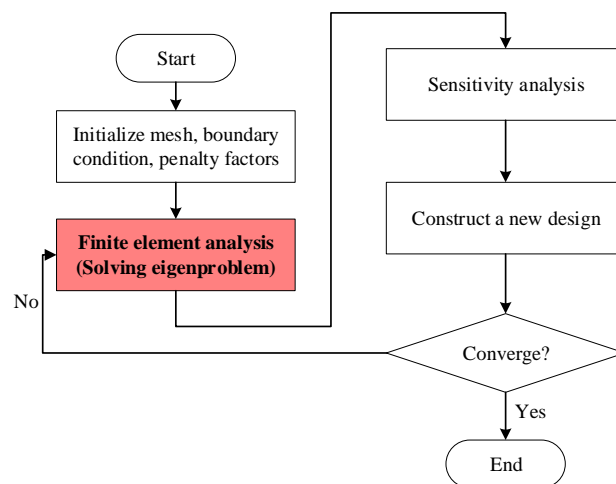 Start
Initialize mesh, boundary
condition, penalty factors
Finite element analysis
(Solving eigenproblem)
No
Sensitivity analysis
Construct a new design
Converge?
Yes
End